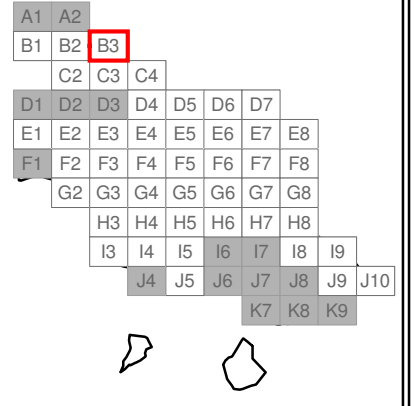 A1 A2
B1 B2 B3
C2 C3 C4
D1 D2 D3 D4 D5 D6 D7
E1 E2 E3 E4 E5 E6 E7 E8
F1 F2 F3 F4 F5 F6 F7 F8
G2 G3 G4 G5 G6 G7 G8
H3 H4 H5 H6 H7 H8
I3 I4 I5 I6 I7 I8 I9
J4 J5 J6 J7 J8 J9 J10
K7 K8 K9